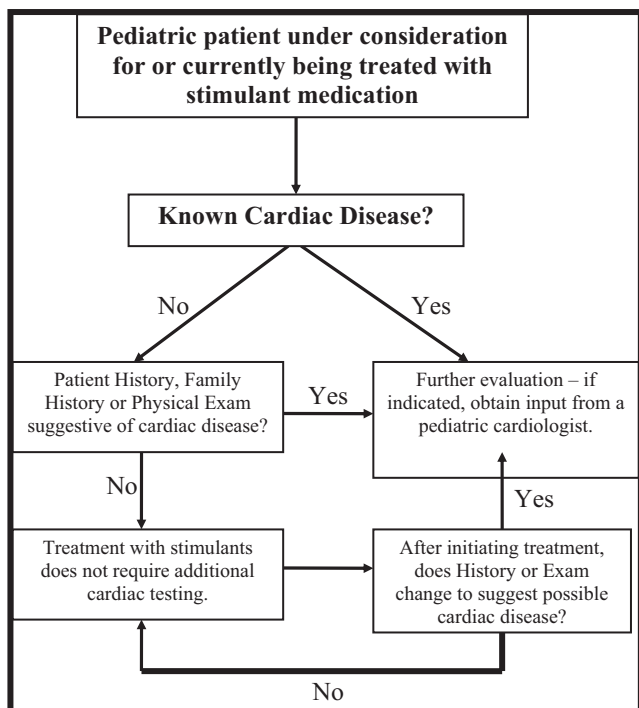 Pediatric patient under consideration
for or currently being treated with
stimulant medication
Known Cardiac Disease?
No
Yes
Patient History, Family
History or Physical Exam
suggestive of cardiac disease?
Yes
Further evaluation – if
indicated, obtain input from a
pediatric cardiologist.
No
Yes
Treatment with stimulants
does not require additional
cardiac testing.
After initiating treatment,
does History or Exam
change to suggest possible
cardiac disease?
No